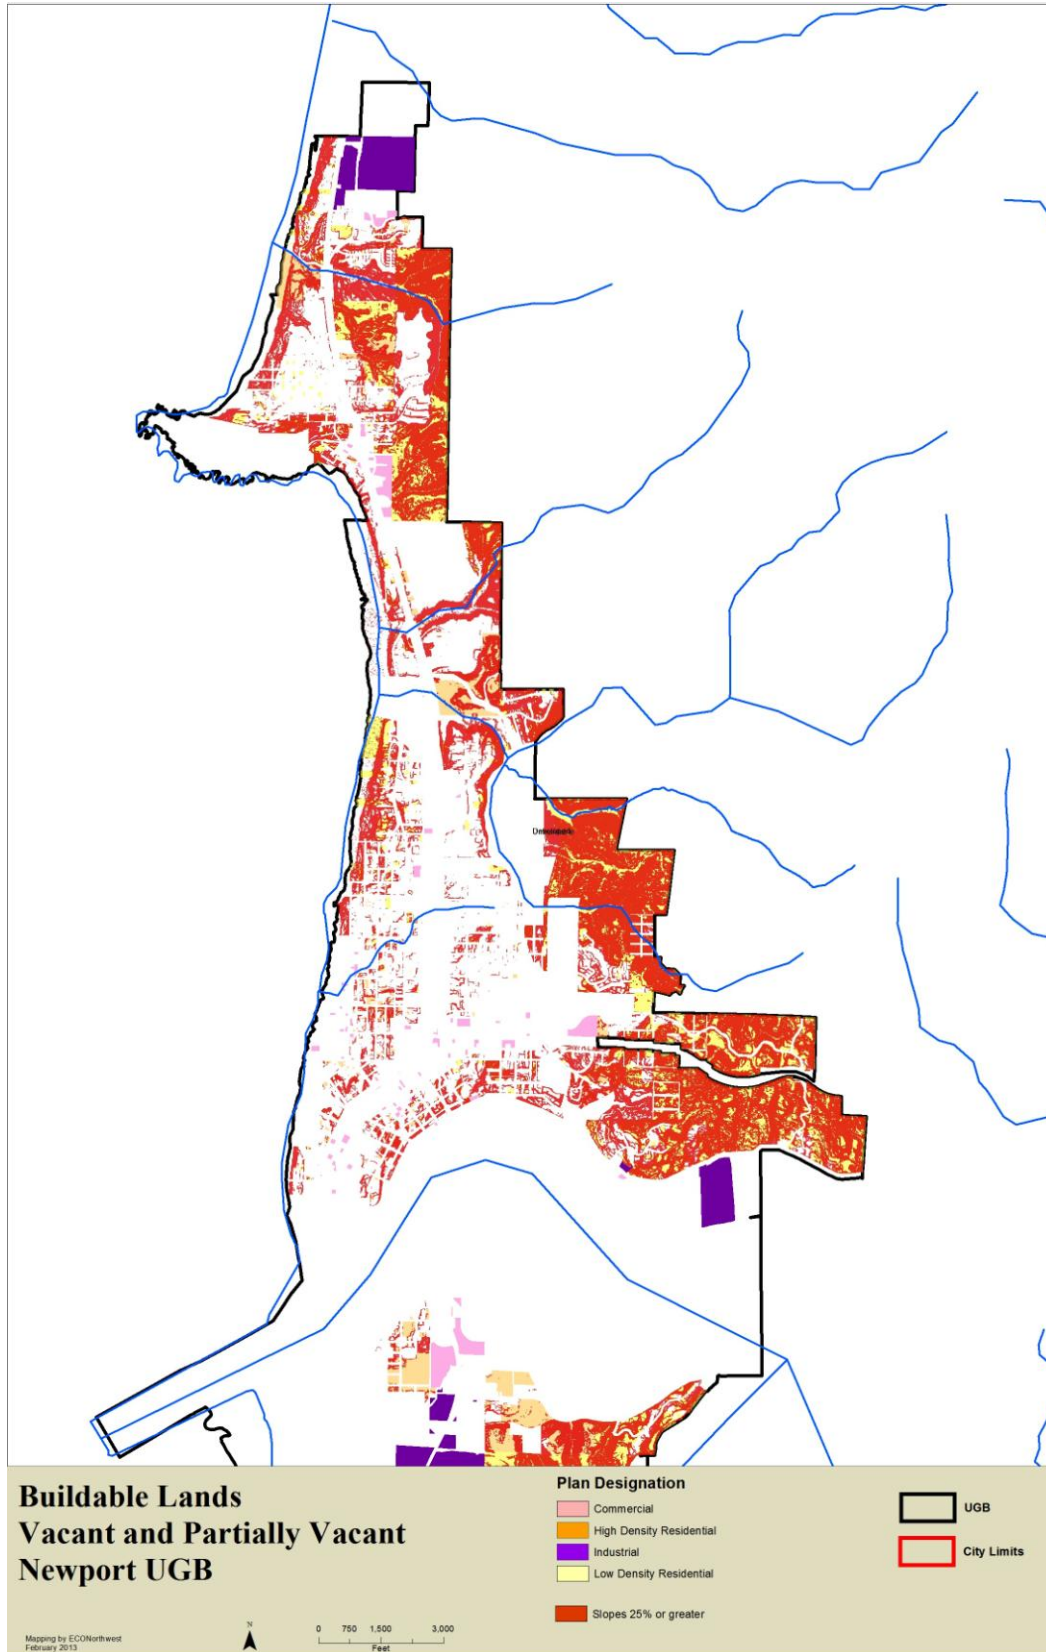 Buildable Lands
Vacant and Partially Vacant
Newport UGB
Mapping by ECONorthwest
February 2013
N
0 750 1,500 3,000
Feet
Plan Designation
Commercial
High Density Residential
Industrial
Low Density Residential
Slopes 25% or greater
UGB
City Limits